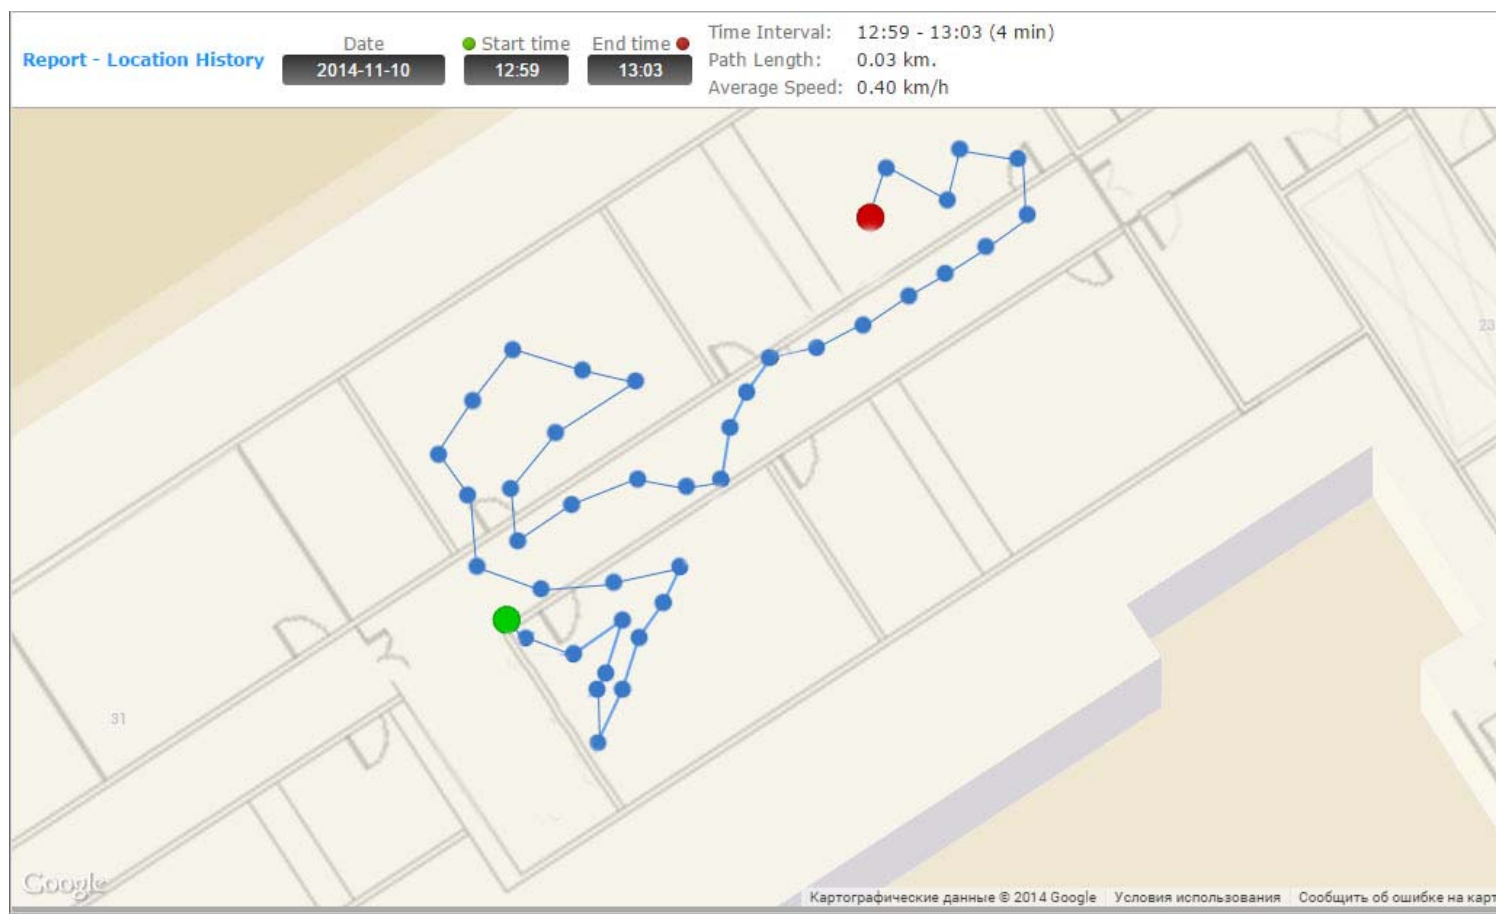 Report - Location History
Date
2014-11-10
Start time
12:59
End time
13:03
Time Interval: 12:59 - 13:03 (4 min)
Path Length: 0.03 km.
Average Speed: 0.40 km/h
23
31
Google
Картографические данные © 2014 Google Условия использования Сообщить об ошибке на карт